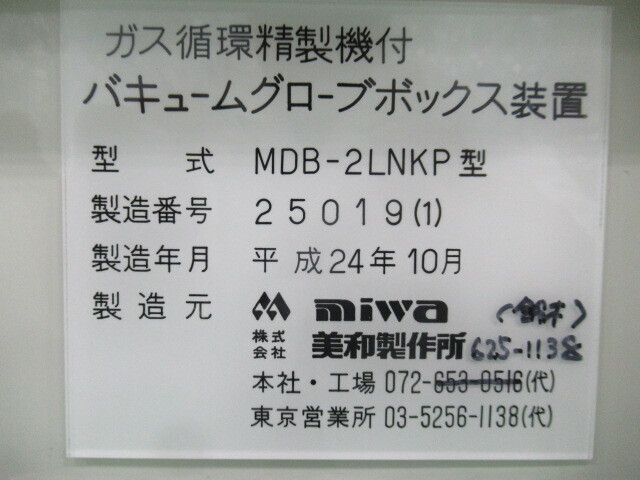 ガス循環精製機付
バキュームグローブボックス装置
型 式 MDB-2LNKP型
製造番号 25019(1)
製造年月 平成24年10月
製造元 miwa
株式会社 美和製作所 625-1138
本社・工場 072-653-0516(代)
東京営業所 03-5256-1138(代)